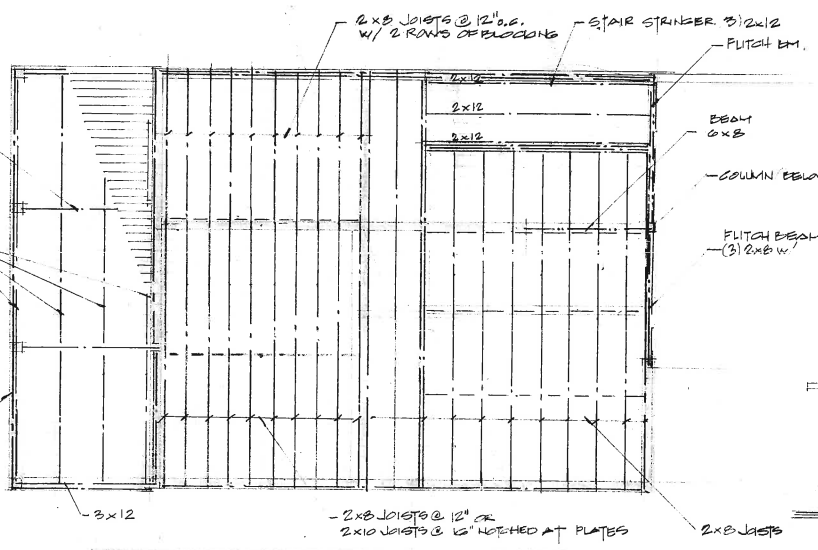 2x8 JOISTS @ 12" o.c.
W/ 2 ROWS OF BLOCKING
STAIR STRINGER 3) 2x12
FLITCH BM.
2x12
2x12
2x12
BEAM
6x8
COLUMN BELO
FLITCH BEAM
(3) 2x8 W/
3x12
2x8 JOISTS @ 12" OR
2x10 JOISTS @ 16" NOTCHED AT PLATES
2x8 JOISTS